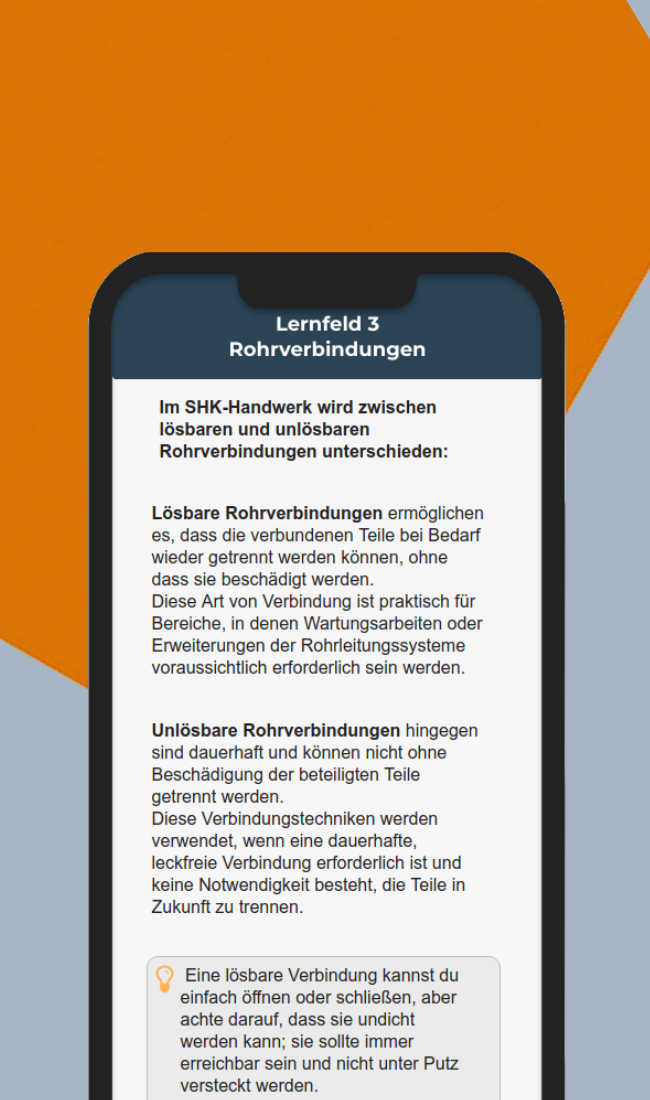 Lernfeld 3
Rohrverbindungen
Im SHK-Handwerk wird zwischen
lösbaren und unlösbaren
Rohrverbindungen unterschieden:
Lösbare Rohrverbindungen ermöglichen
es, dass die verbundenen Teile bei Bedarf
wieder getrennt werden können, ohne
dass sie beschädigt werden.
Diese Art von Verbindung ist praktisch für
Bereiche, in denen Wartungsarbeiten oder
Erweiterungen der Rohrleitungssysteme
voraussichtlich erforderlich sein werden.
Unlösbare Rohrverbindungen hingegen
sind dauerhaft und können nicht ohne
Beschädigung der beteiligten Teile
getrennt werden.
Diese Verbindungstechniken werden
verwendet, wenn eine dauerhafte,
leckfreie Verbindung erforderlich ist und
keine Notwendigkeit besteht, die Teile in
Zukunft zu trennen.
Eine lösbare Verbindung kannst du
einfach öffnen oder schließen, aber
achte darauf, dass sie undicht
werden kann; sie sollte immer
erreichbar sein und nicht unter Putz
versteckt werden.